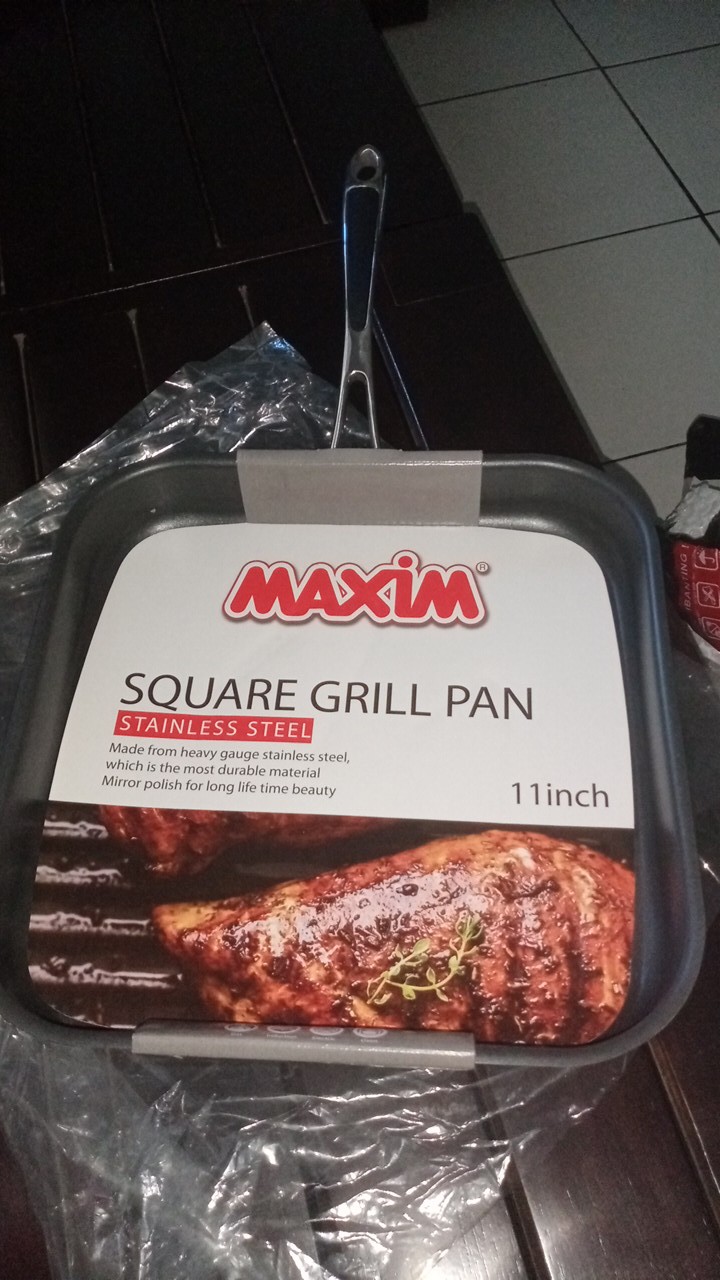 MAXiM®
SQUARE GRILL PAN
STAINLESS STEEL
Made from heavy gauge stainless steel,
which is the most durable material
Mirror polish for long life time beauty
11inch